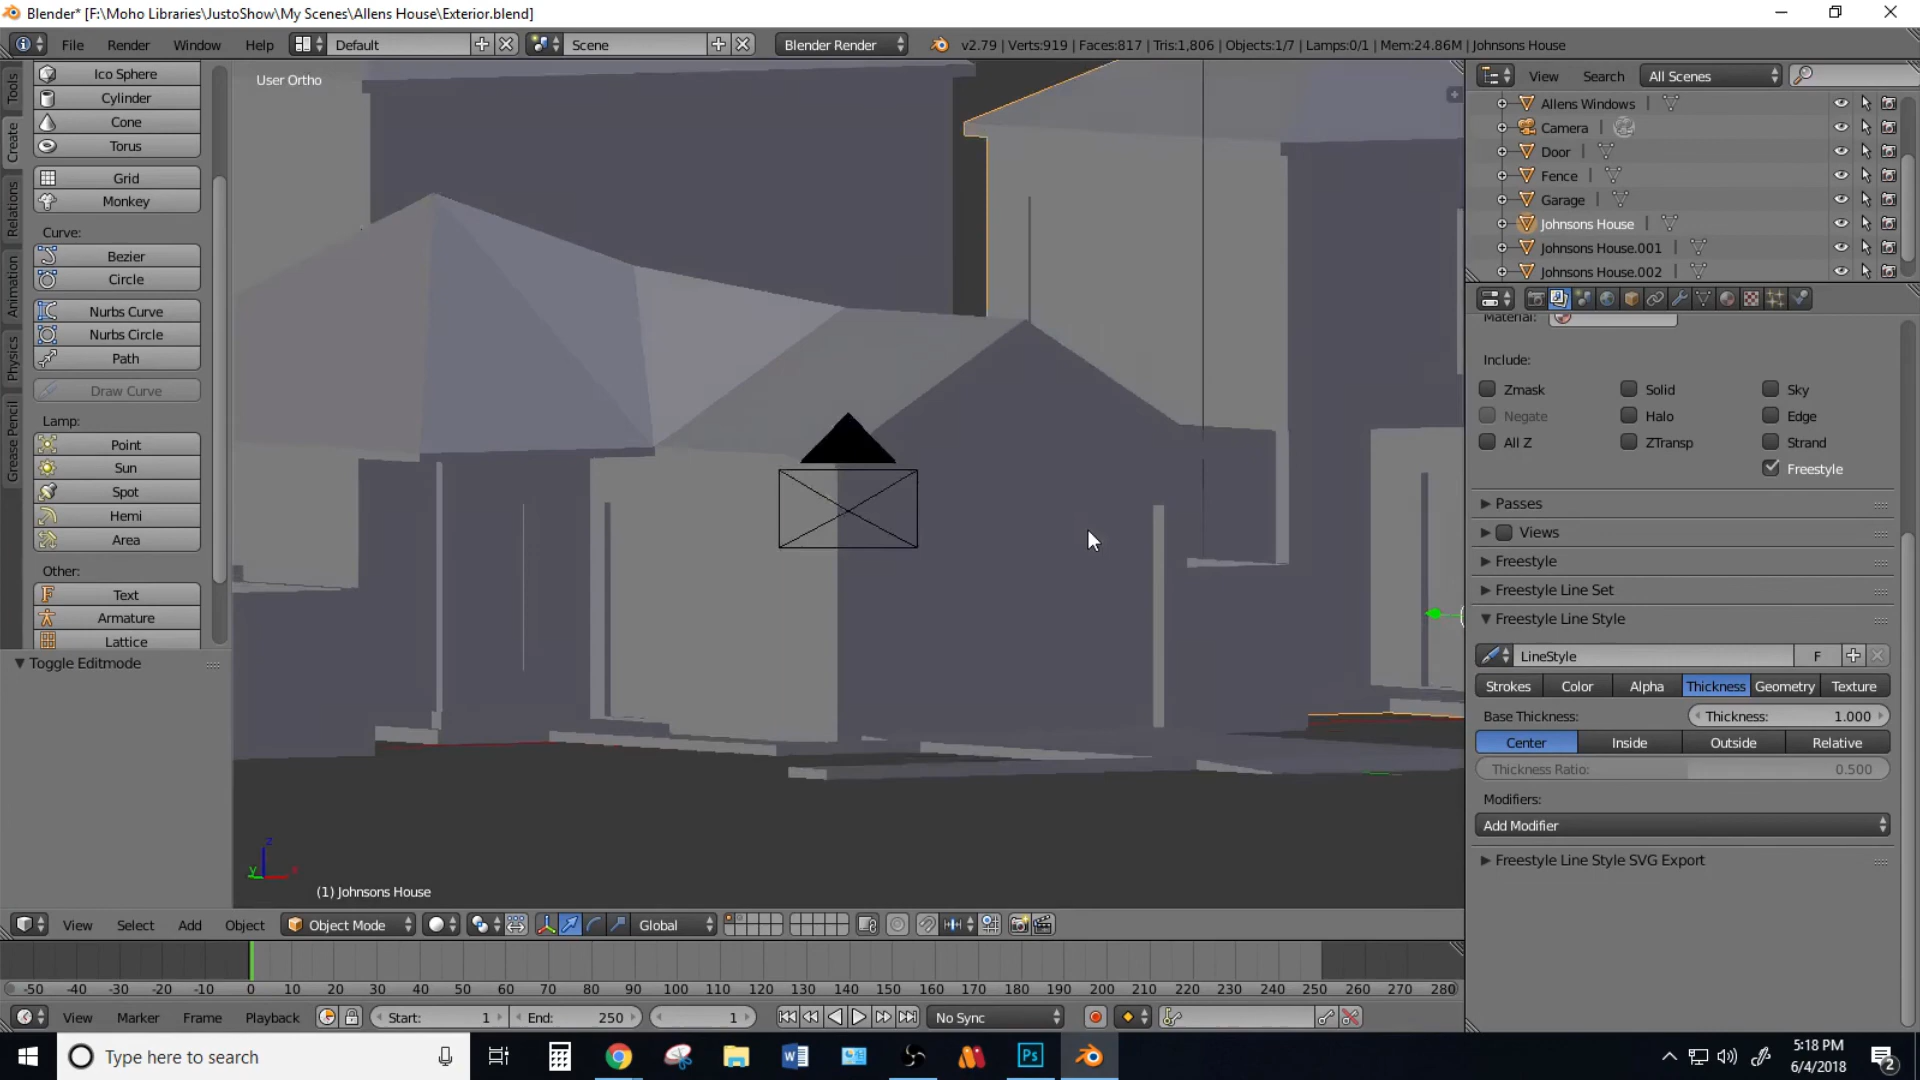 Blender* [F:\Moho Libraries\JustoShow\My Scenes\Allens House\Exterior.blend]
File Render Window Help Default Scene Blender Render v2.79 | Verts:919 | Faces:817 | Tris:1,806 | Objects:1/7 | Lamps:0/1 | Mem:24.86M | Johnsons House
Tools
Create
Relations
Animation
Physics
Grease Pencil
Ico Sphere
Cylinder
Cone
Torus
Grid
Monkey
Curve:
Bezier
Circle
Nurbs Curve
Nurbs Circle
Path
Draw Curve
Lamp:
Point
Sun
Spot
Hemi
Area
Other:
Text
Armature
Lattice
Toggle Editmode
User Ortho
z
y
x
(1) Johnsons House
View Search All Scenes
Allens Windows
Camera
Door
Fence
Garage
Johnsons House
Johnsons House.001
Johnsons House.002
Material:
Include:
Zmask Solid Sky
Negate Halo Edge
All Z ZTransp Strand
Freestyle
Passes
Views
Freestyle
Freestyle Line Set
Freestyle Line Style
LineStyle F
Strokes Color Alpha Thickness Geometry Texture
Base Thickness: Thickness: 1.000
Center Inside Outside Relative
Thickness Ratio: 0.500
Modifiers:
Add Modifier
Freestyle Line Style SVG Export
View Select Add Object Object Mode Global
-50 -40 -30 -20 -10 0 10 20 30 40 50 60 70 80 90 100 110 120 130 140 150 160 170 180 190 200 210 220 230 240 250 260 270 280
View Marker Frame Playback Start: 1 End: 250 1 No Sync
Type here to search
Ps
5:18 PM
6/4/2018
2